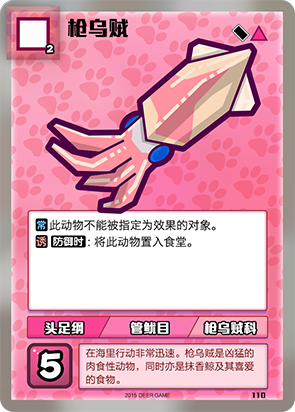 2
枪乌贼
常 此动物不能被指定为效果的对象。
诱 防御时:将此动物置入食堂。
头足纲 管鱿目 枪乌贼科
5
在海里行动非常迅速。枪乌贼是凶猛的
肉食性动物,同时亦是抹香鲸及其喜爱
的食物。
2015 DEER GAME
110